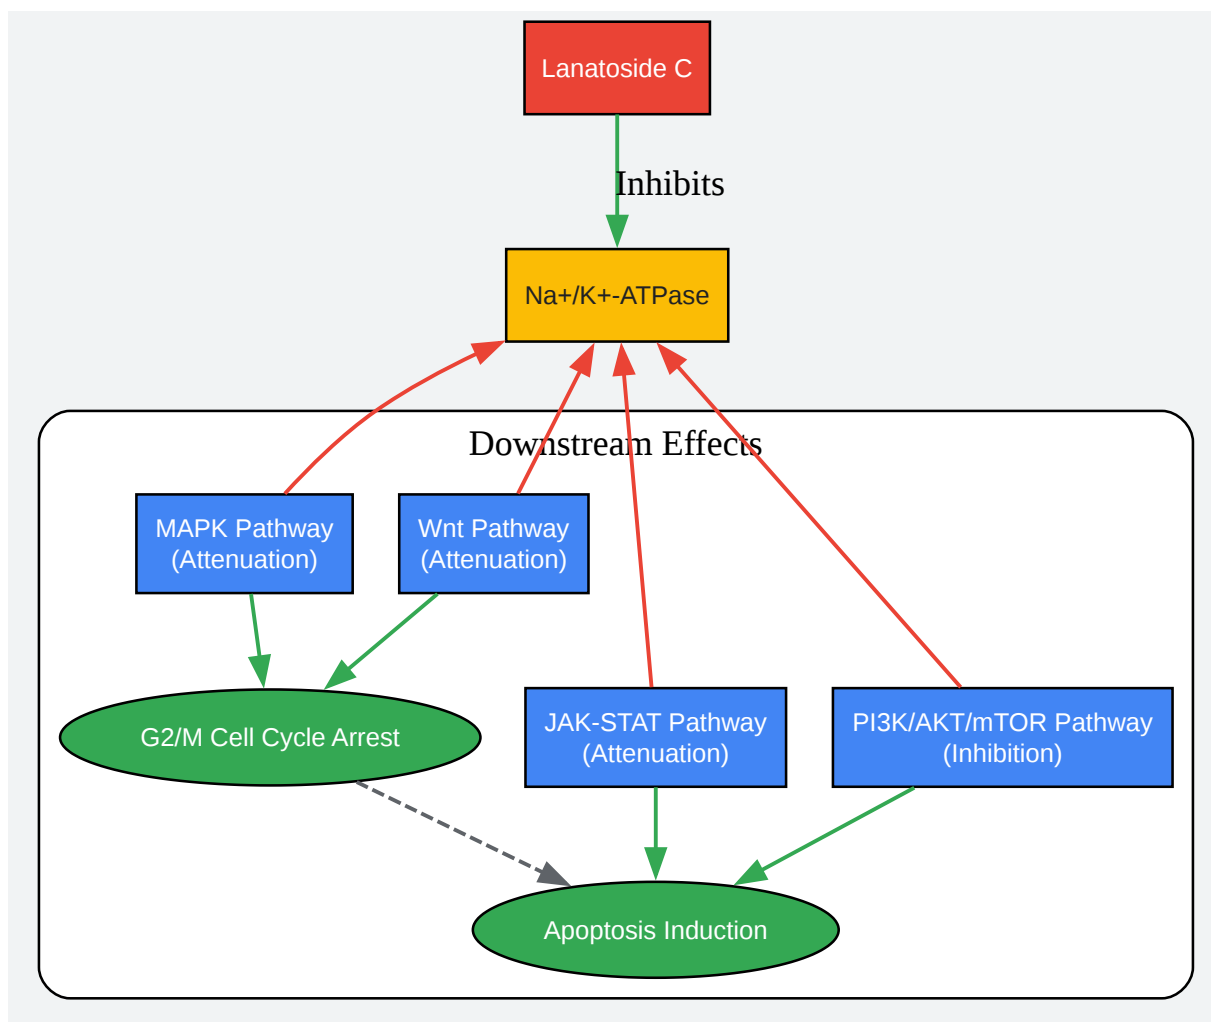 Lanatoside C
Inhibits
Na+/K+-ATPase
Downstream Effects
MAPK Pathway
(Attenuation)
Wnt Pathway
(Attenuation)
G2/M Cell Cycle Arrest
JAK-STAT Pathway
(Attenuation)
PI3K/AKT/mTOR Pathway
(Inhibition)
Apoptosis Induction